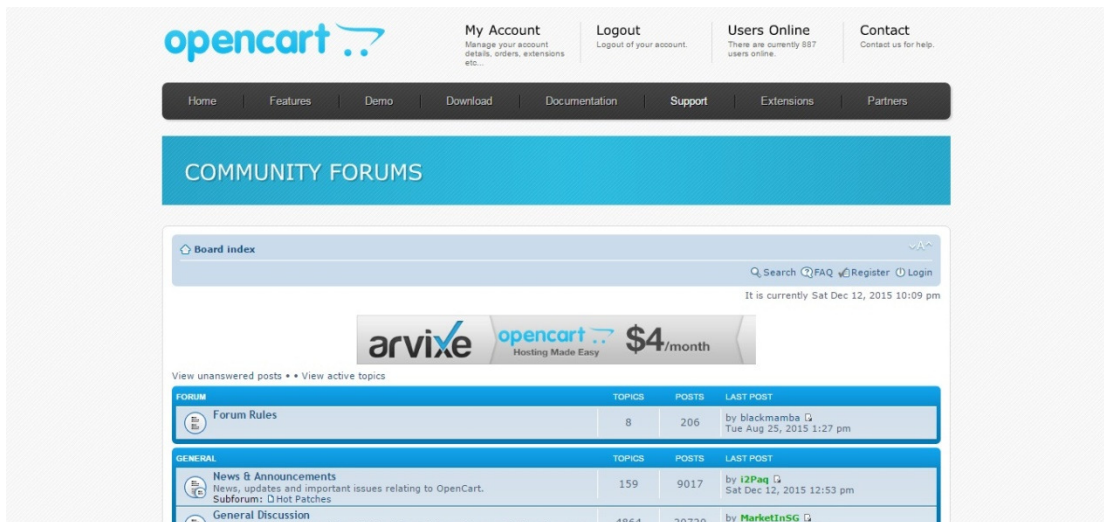 opencart
My Account
Manage your account
details, orders, extensions
etc...
Logout
Logout of your account.
Users Online
There are currently 887
users online.
Contact
Contact us for help.
Home Features Demo Download Documentation Support Extensions Partners
COMMUNITY FORUMS
Board index
Search FAQ Register Login
It is currently Sat Dec 12, 2015 10:09 pm
arvixe opencart $4/month
Hosting Made Easy
View unanswered posts • • View active topics
FORUM TOPICS POSTS LAST POST
Forum Rules 8 206 by blackmamba
Tue Aug 25, 2015 1:27 pm
GENERAL TOPICS POSTS LAST POST
News & Announcements
News, updates and important issues relating to OpenCart.
Subforum: Hot Patches
159 9017 by i2Paq
Sat Dec 12, 2015 12:53 pm
General Discussion
by MarketInSG